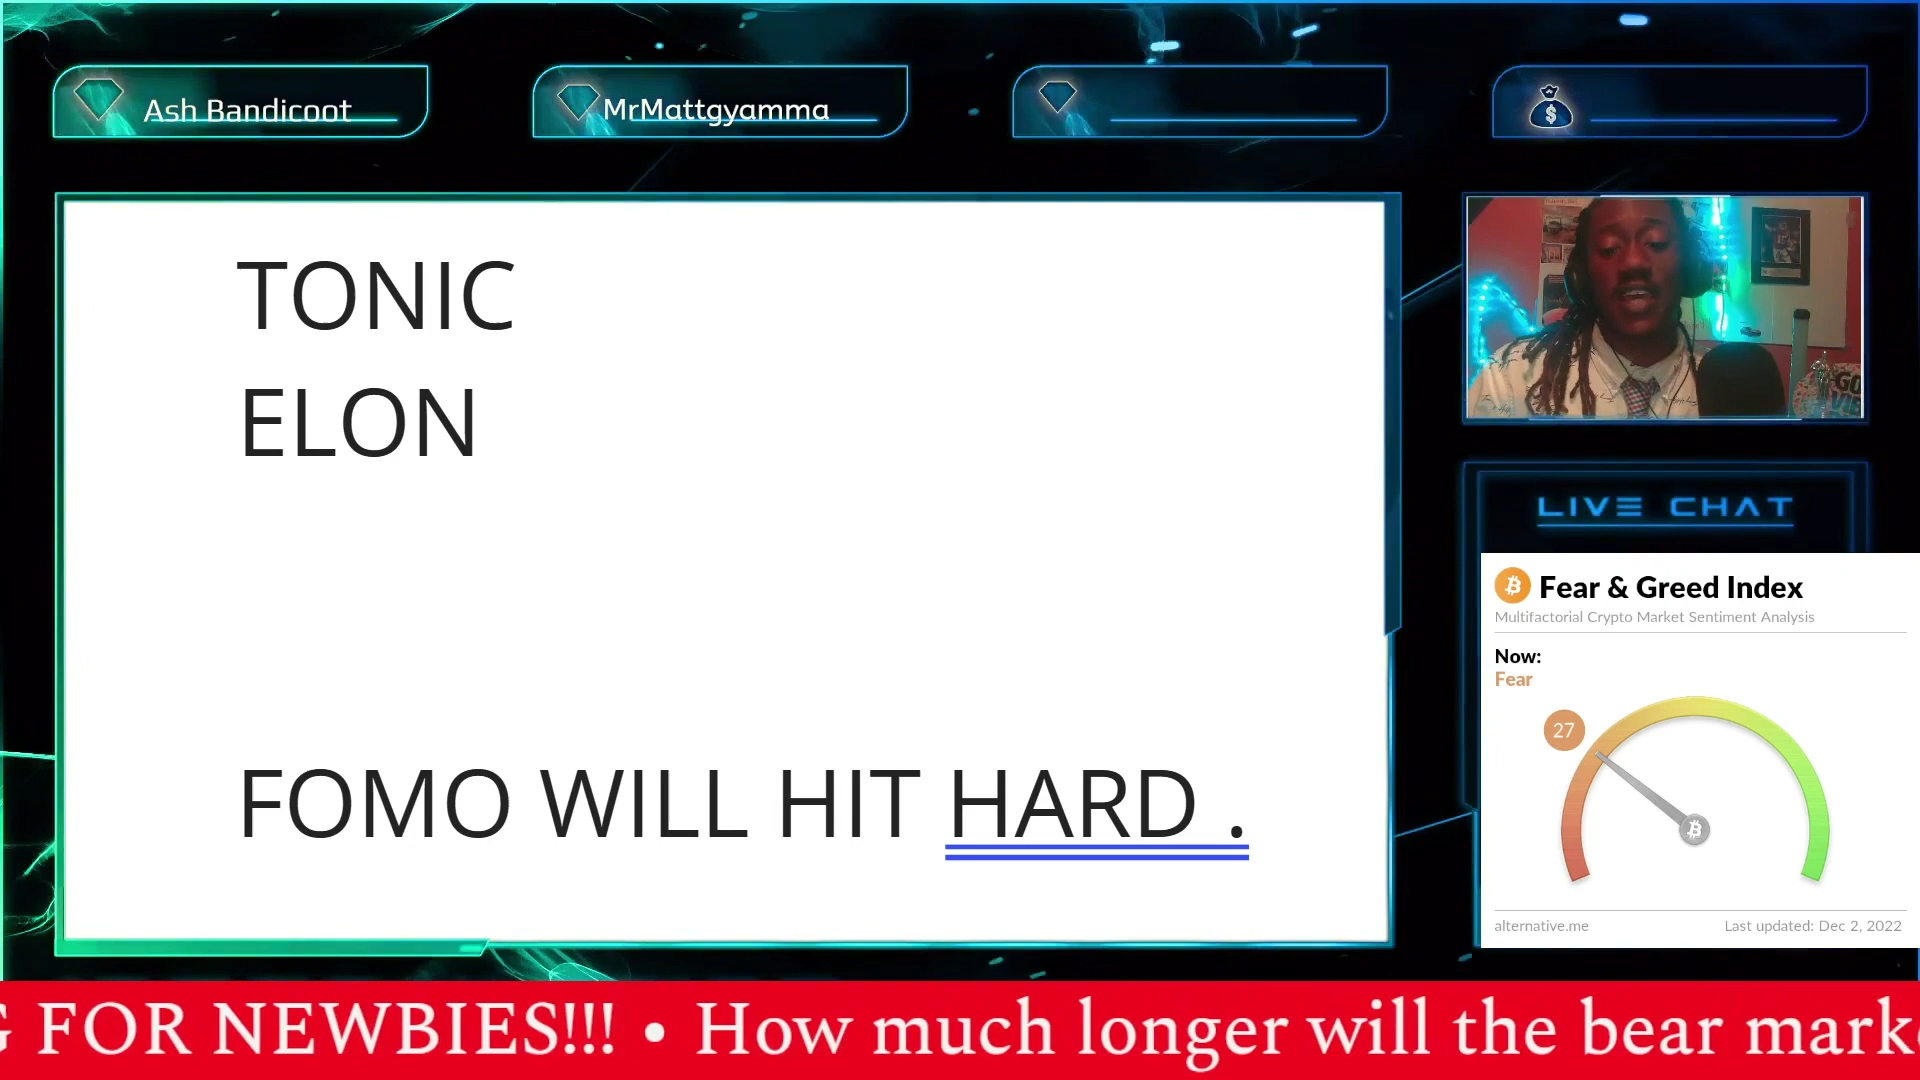 Ash Bandicoot
MrMattgyamma
TONIC
ELON
FOMO WILL HIT HARD .
LIVE CHAT
Fear & Greed Index
Multifactorial Crypto Market Sentiment Analysis
Now:
Fear
27
alternative.me
Last updated: Dec 2, 2022
FOR NEWBIES!!! • How much longer will the bear